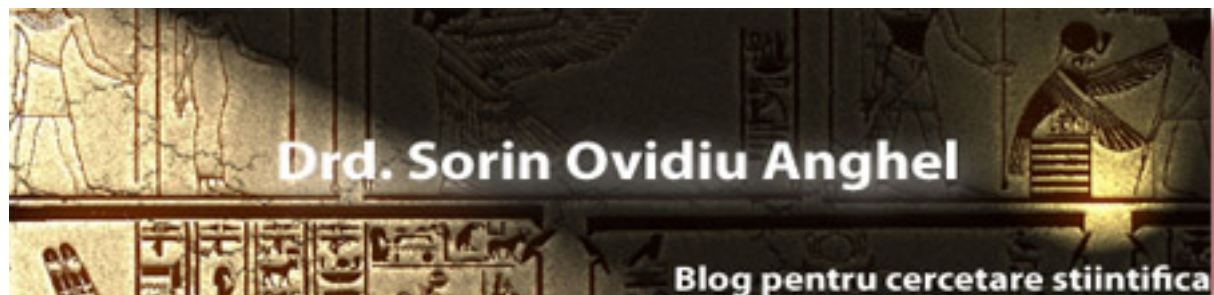 Drd. Sorin Ovidiu Anghel
Blog pentru cercetare stiintifica